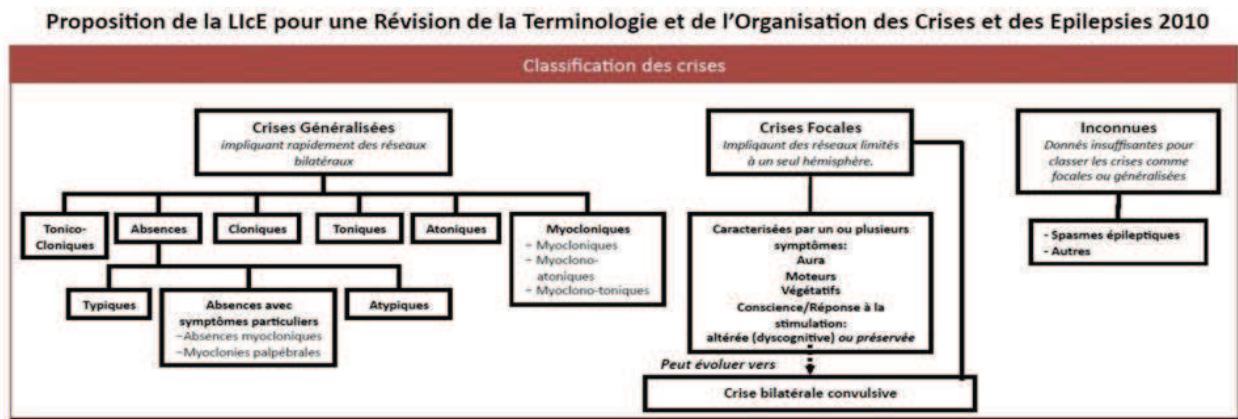 Proposition de la LIcE pour une Révision de la Terminologie et de l'Organisation des Crises et des Epilepsies 2010
Classification des crises
Crises Généralisées
impliquant rapidement des réseaux
bilatéraux
Tonico-
Cloniques
Absences
Cloniques
Toniques
Atoniques
Myocloniques
– Myocloniques
– Myoclono-
atoniques
– Myoclono-toniques
Typiques
Absences avec
symptômes particuliers
–Absences myocloniques
–Myoclonies palpébrales
Atypiques
Crises Focales
Impliqaunt des réseaux limités
à un seul hémisphère.
Caracterisées par un ou plusieurs
symptômes:
Aura
Moteurs
Végétatifs
Conscience/Réponse à la
stimulation:
altérée (dyscognitive) ou préservée
Peut évoluer vers
Crise bilatérale convulsive
Inconnues
Donnés insuffisantes pour
classer les crises comme
focales ou généralisées
- Spasmes épileptiques
- Autres